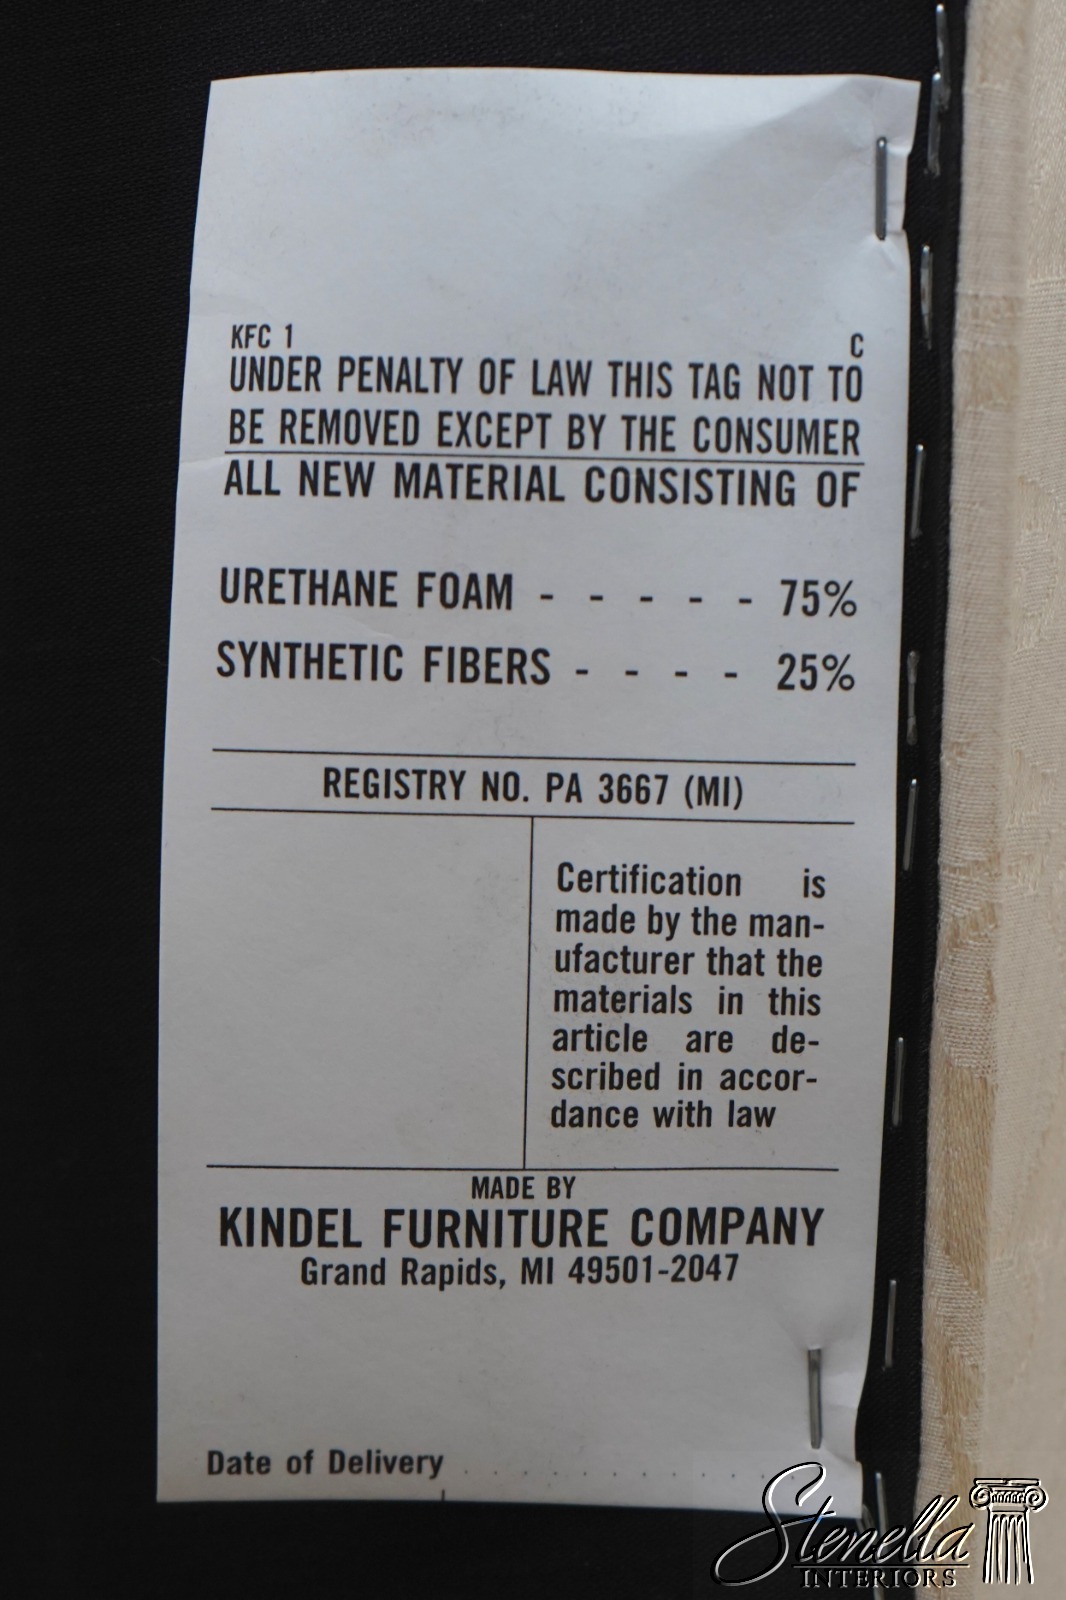 KFC 1 C
UNDER PENALTY OF LAW THIS TAG NOT TO
BE REMOVED EXCEPT BY THE CONSUMER
ALL NEW MATERIAL CONSISTING OF
URETHANE FOAM - - - - - 75%
SYNTHETIC FIBERS - - - - 25%
REGISTRY NO. PA 3667 (MI)
Certification is
made by the man-
ufacturer that the
materials in this
article are de-
scribed in accor-
dance with law
MADE BY
KINDEL FURNITURE COMPANY
Grand Rapids, MI 49501-2047
Date of Delivery . . . . . . . . . . . . . .
Stenella
INTERIORS